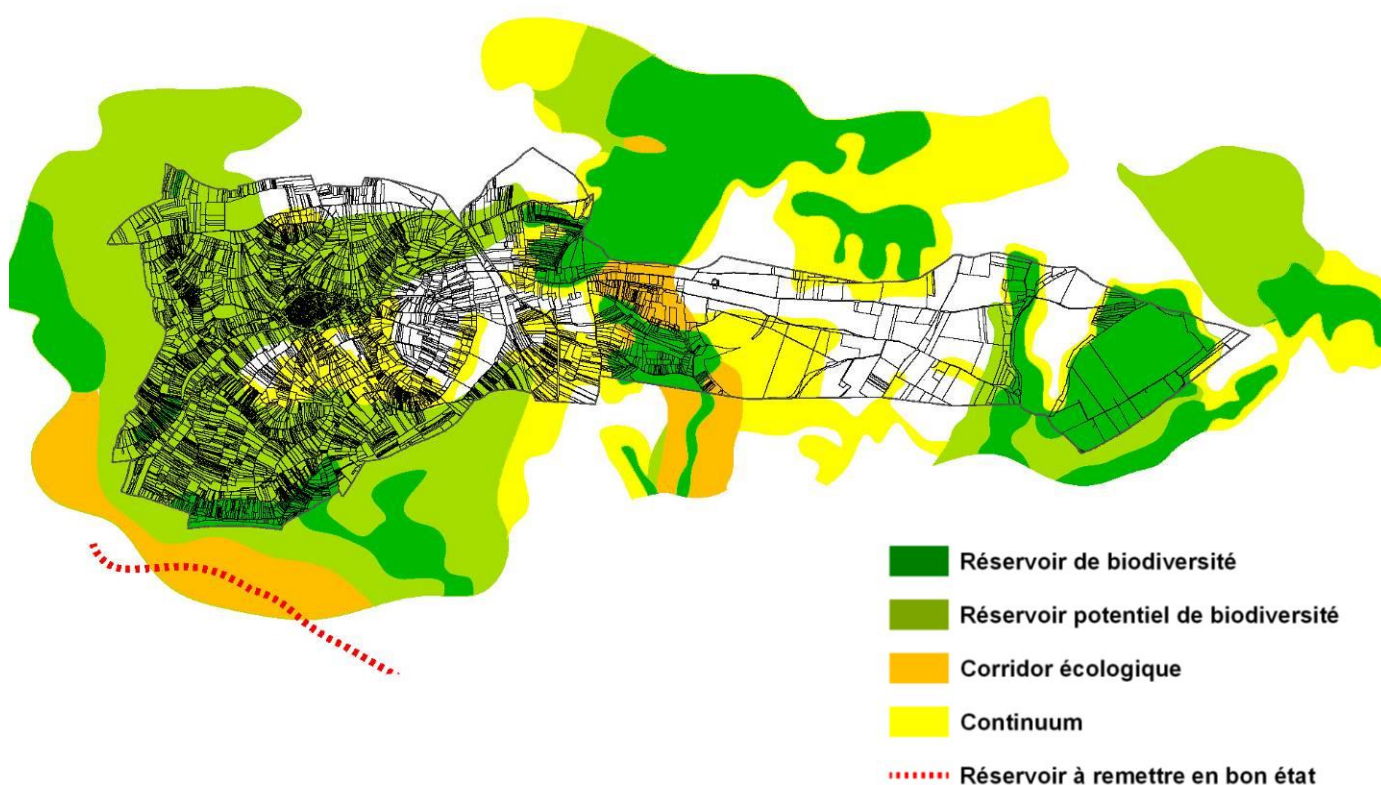 Réservoir de biodiversité
Réservoir potentiel de biodiversité
Corridor écologique
Continuum
Réservoir à remettre en bon état